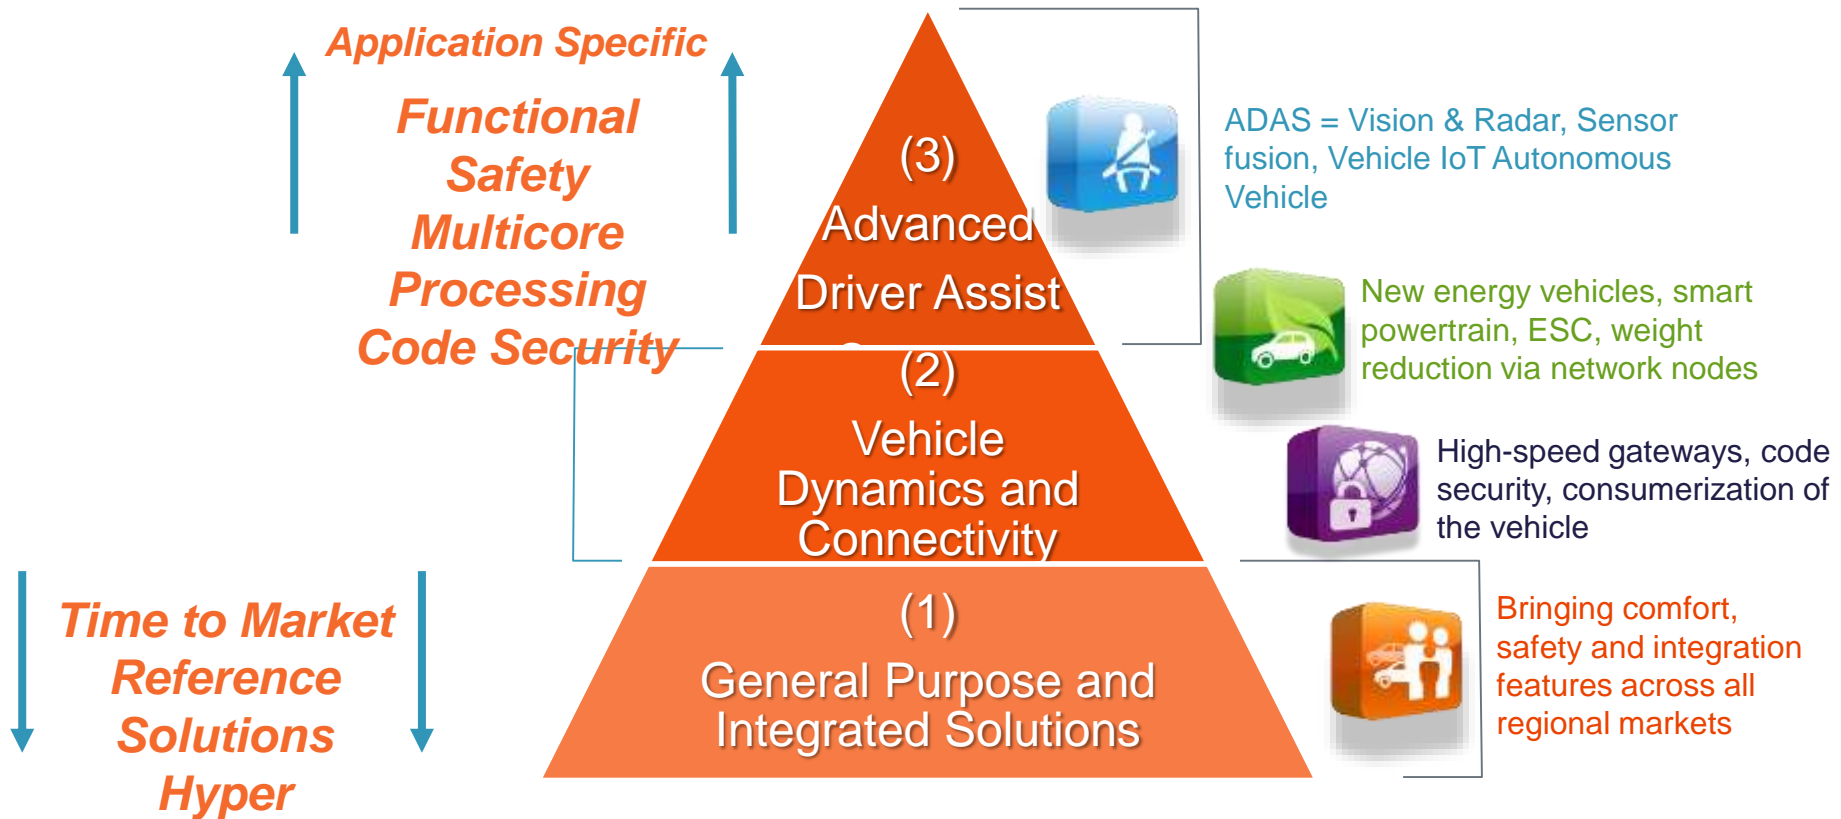 Application Specific
Functional
Safety
Multicore
Processing
Code Security
Time to Market
Reference
Solutions
Hyper
(3)
Advanced
Driver Assist
(2)
Vehicle
Dynamics and
Connectivity
(1)
General Purpose and
Integrated Solutions
ADAS = Vision & Radar, Sensor
fusion, Vehicle IoT Autonomous
Vehicle
New energy vehicles, smart
powertrain, ESC, weight
reduction via network nodes
High-speed gateways, code
security, consumerization of
the vehicle
Bringing comfort,
safety and integration
features across all
regional markets